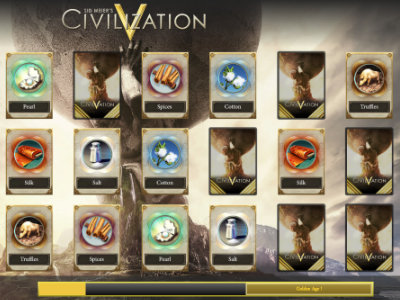 SID MEIER'S
CIVILIZATION
V
Pearl
CIVILIZATION
Spices
Cotton
CIVILIZATION
Truffles
Silk
Salt
Cotton
CIVILIZATION
Silk
CIVILIZATION
Truffles
Spices
Pearl
Salt
CIVILIZATION
CIVILIZATION
Golden Age !